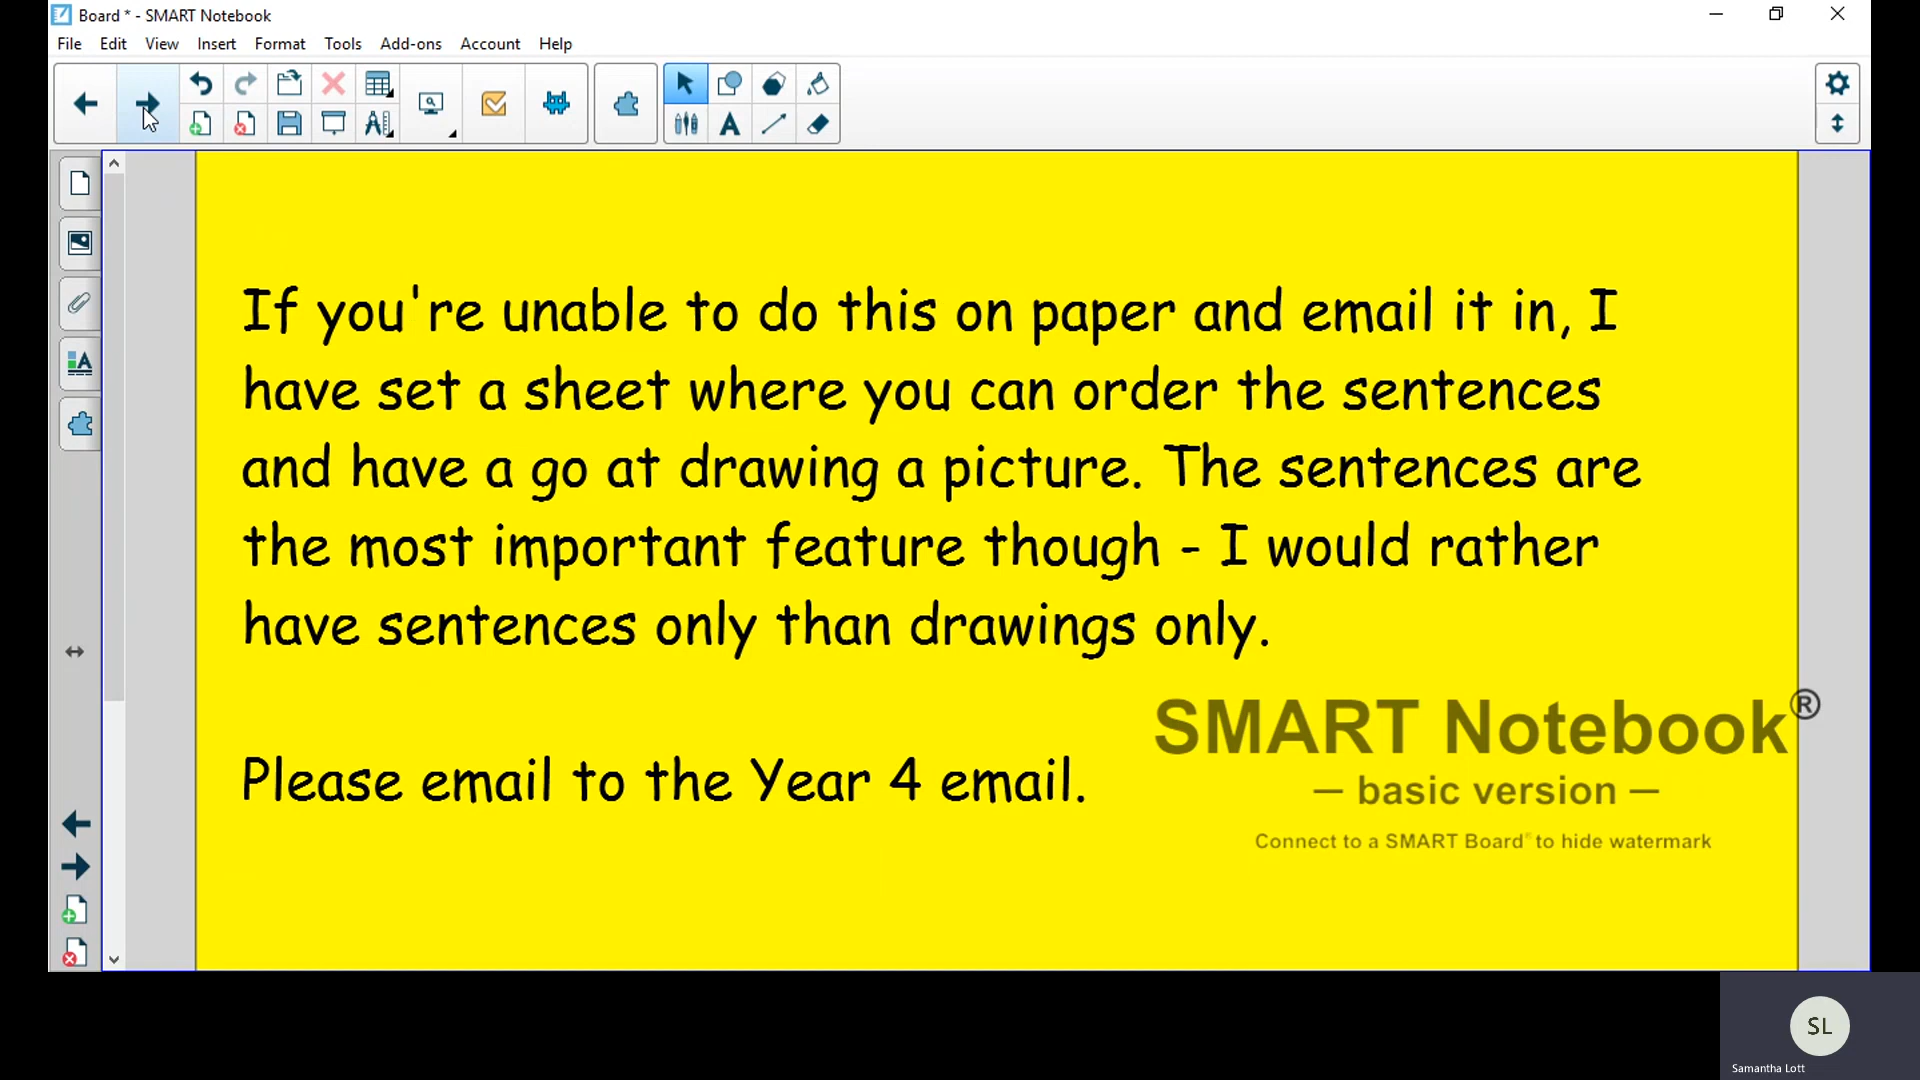 Board * - SMART Notebook
File Edit View Insert Format Tools Add-ons Account Help
If you're unable to do this on paper and email it in, I
have set a sheet where you can order the sentences
and have a go at drawing a picture. The sentences are
the most important feature though - I would rather
have sentences only than drawings only.
Please email to the Year 4 email.
SMART Notebook®
— basic version —
Connect to a SMART Board® to hide watermark
SL
Samantha Lott